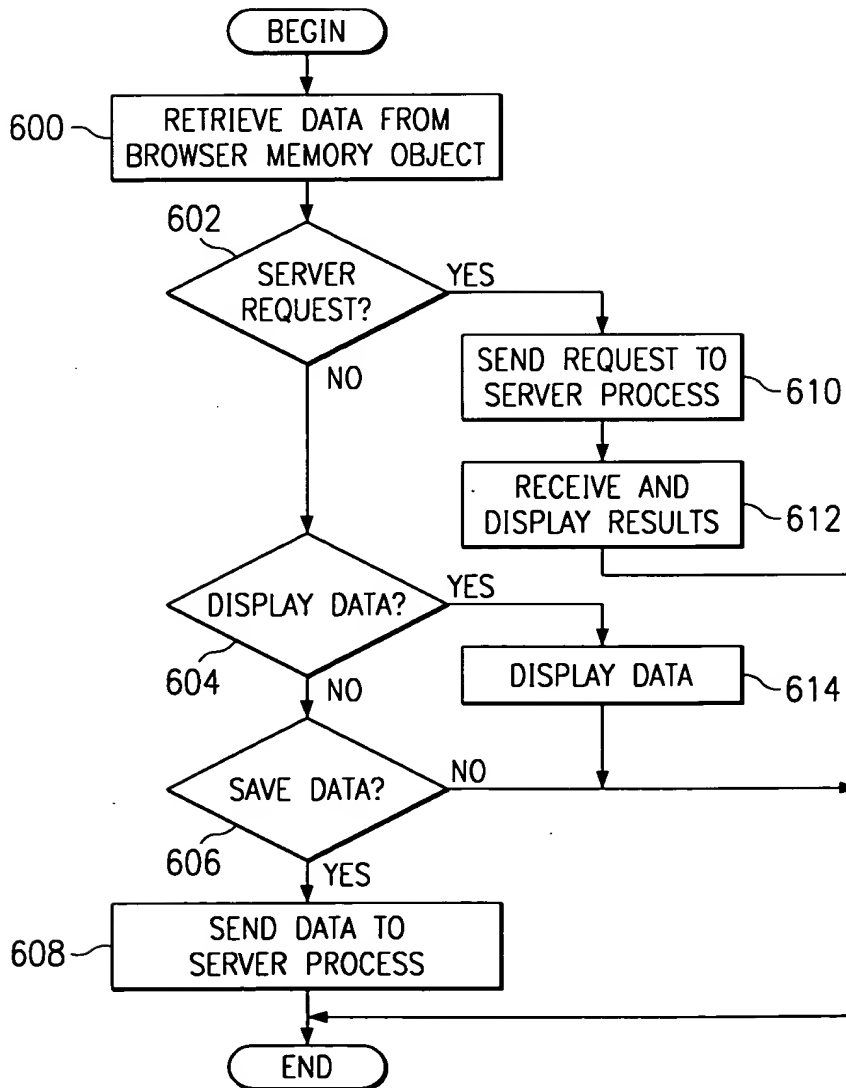 BEGIN
600
RETRIEVE DATA FROM
BROWSER MEMORY OBJECT
602
SERVER
REQUEST?
YES
NO
SEND REQUEST TO
SERVER PROCESS
610
RECEIVE AND
DISPLAY RESULTS
612
DISPLAY DATA?
YES
604
NO
DISPLAY DATA
614
SAVE DATA?
NO
606
YES
608
SEND DATA TO
SERVER PROCESS
END